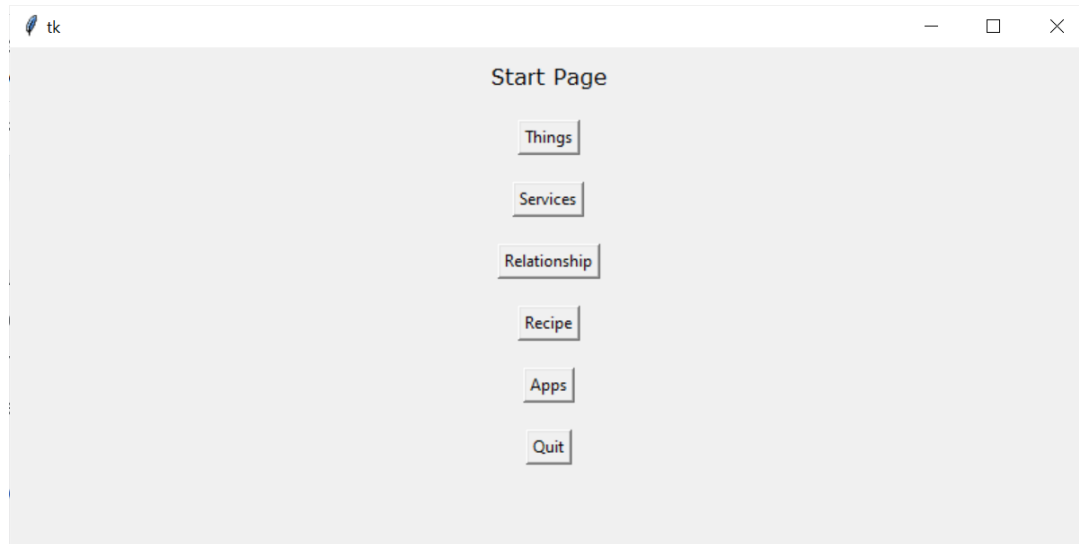 tk
Start Page
Things
Services
Relationship
Recipe
Apps
Quit